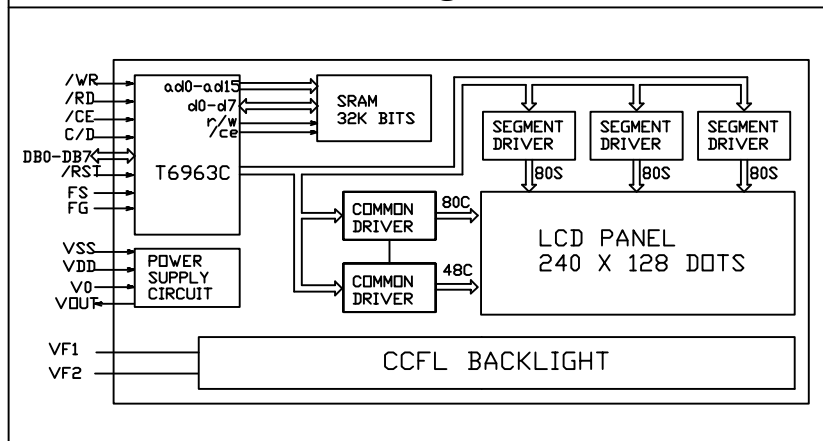 /WR
/RD
/CE
C/D
DB0-DB7
/RST
FS
FG
ad0-ad15
d0-d7
r/w
/ce
T6963C
SRAM
32K BITS
SEGMENT
DRIVER
SEGMENT
DRIVER
SEGMENT
DRIVER
80S
80S
80S
COMMON
DRIVER
80C
COMMON
DRIVER
48C
LCD PANEL
240 X 128 DOTS
VSS
VDD
V0
VOUT
POWER
SUPPLY
CIRCUIT
VF1
VF2
CCFL BACKLIGHT